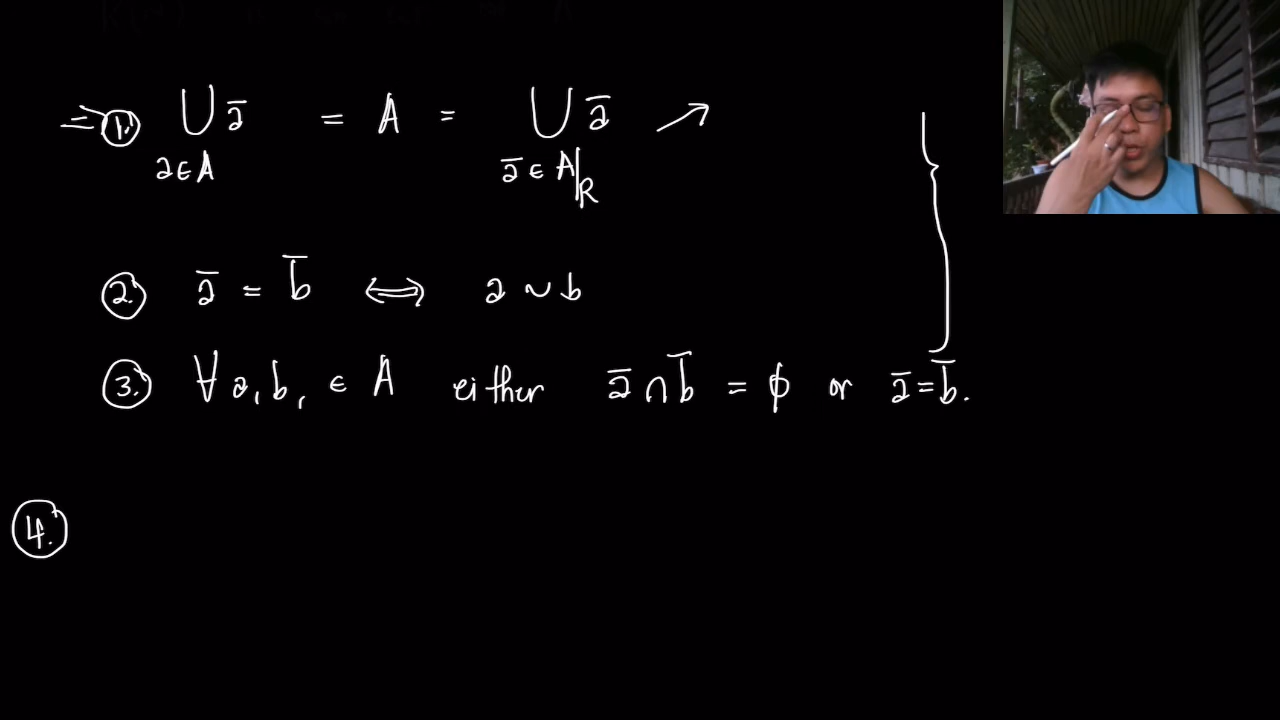 ⇒ 1. ⋃ ā = A = ⋃ ā ↗
a ∈ A ā ∈ A|R
2. ā = b̄ ⟺ a ~ b
3. ∀ a, b, ∈ A either ā ∩ b̄ = ϕ or ā = b̄.
4.